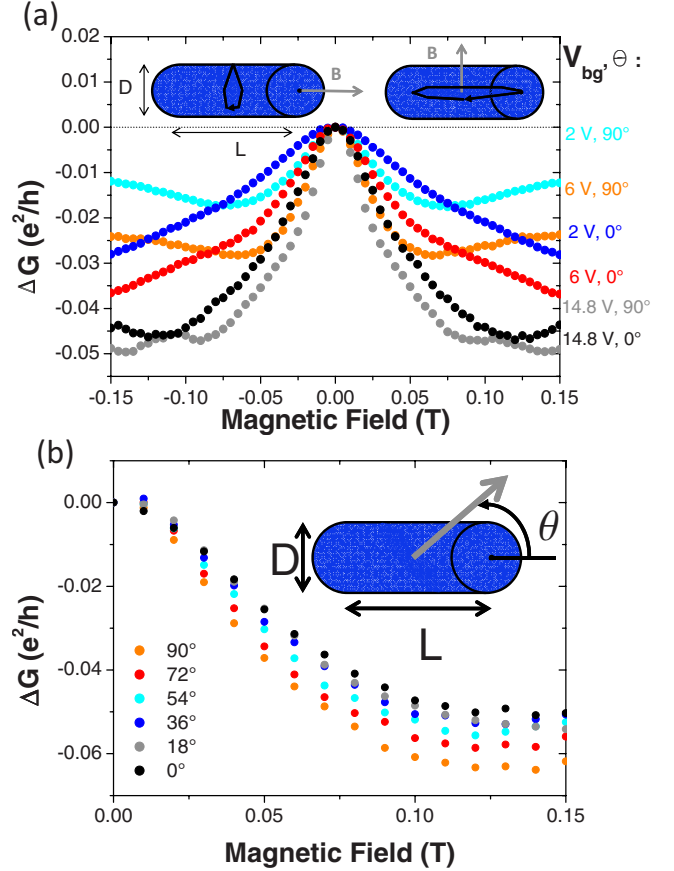 (a)
0.02
0.01
0.00
-0.01
-0.02
-0.03
-0.04
-0.05
ΔG (e²/h)
D
L
B
B
V_bg, Θ :
2 V, 90°
6 V, 90°
2 V, 0°
6 V, 0°
14.8 V, 90°
14.8 V, 0°
-0.15 -0.10 -0.05 0.00 0.05 0.10 0.15
Magnetic Field (T)
(b)
0.00
-0.02
-0.04
-0.06
ΔG (e²/h)
D
L
θ
90°
72°
54°
36°
18°
0°
0.00 0.05 0.10 0.15
Magnetic Field (T)